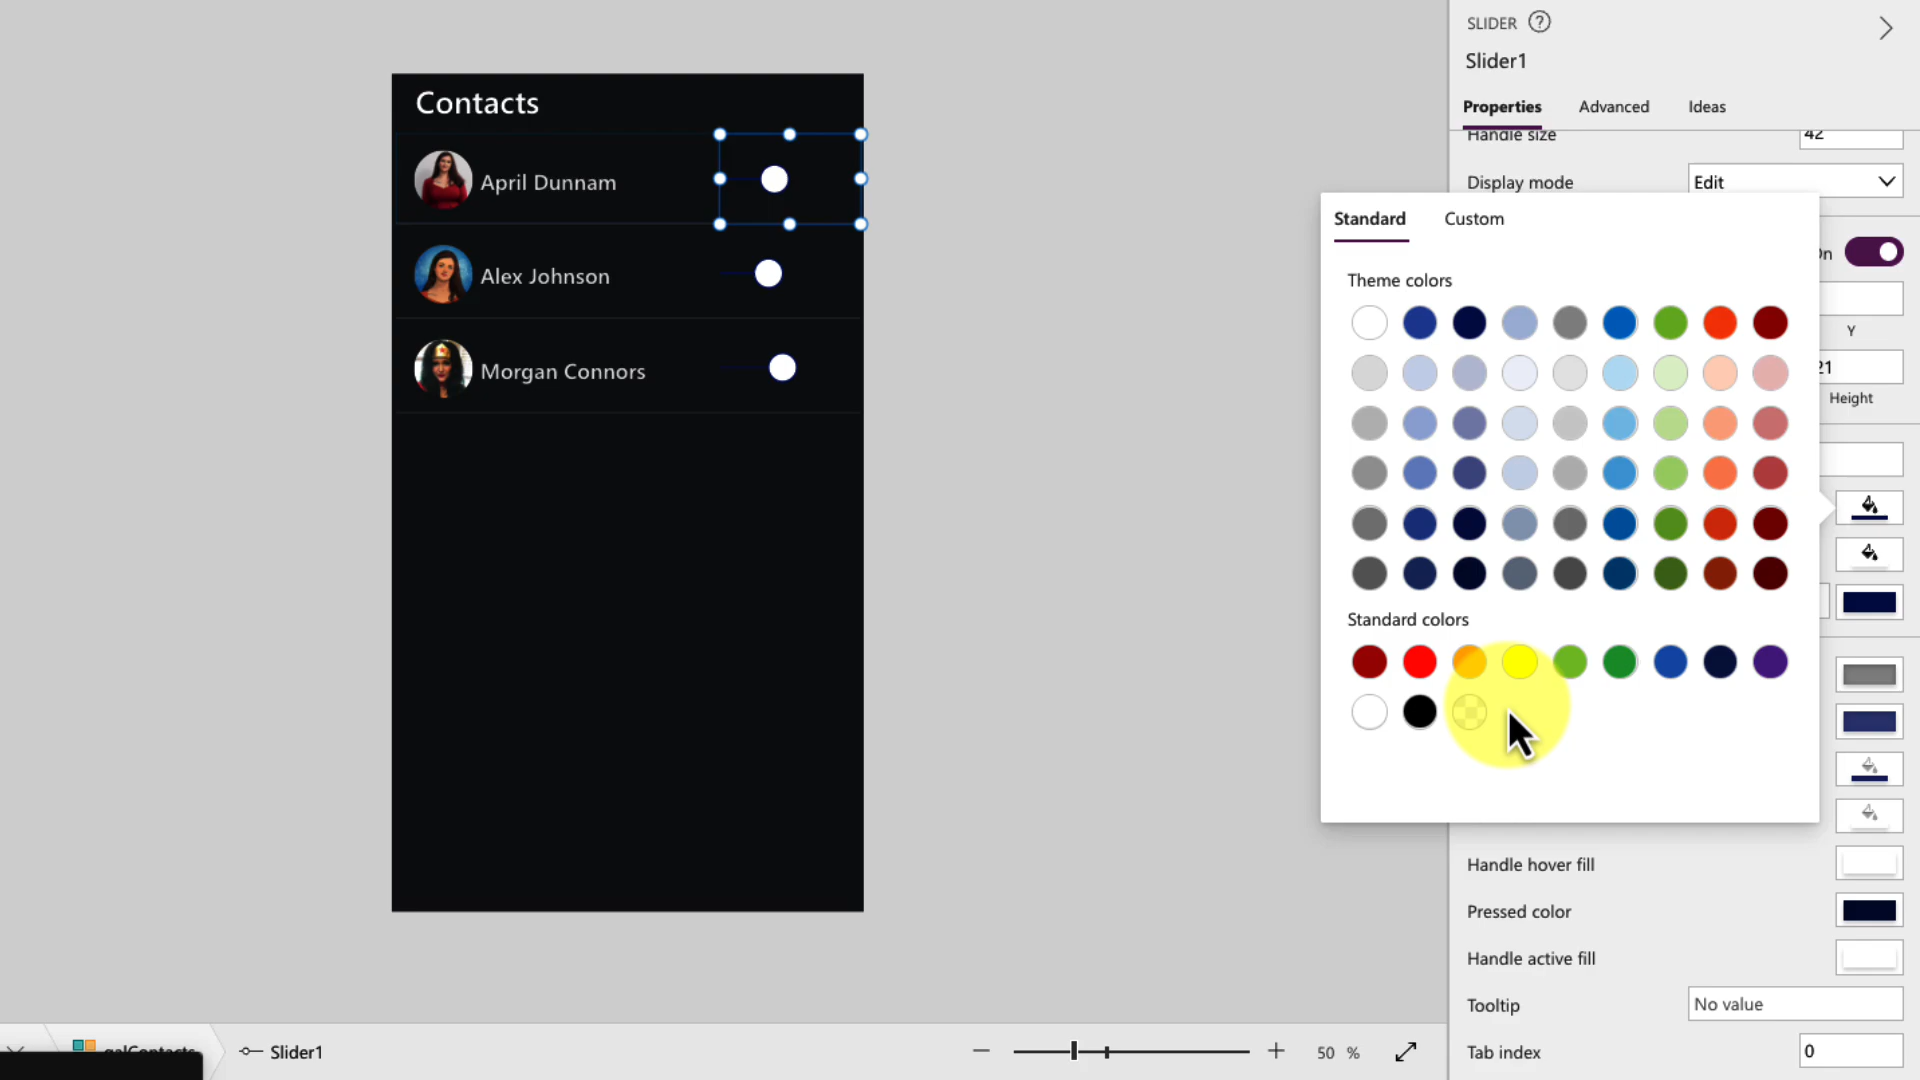 SLIDER ?
Slider1
Properties Advanced Ideas
Handle size 42
Display mode Edit
Contacts
April Dunnam
Alex Johnson
Morgan Connors
Standard Custom
Theme colors
Standard colors
Y
21
Height
Handle hover fill
Pressed color
Handle active fill
Tooltip No value
Tab index 0
galContacts
Slider1
50 %